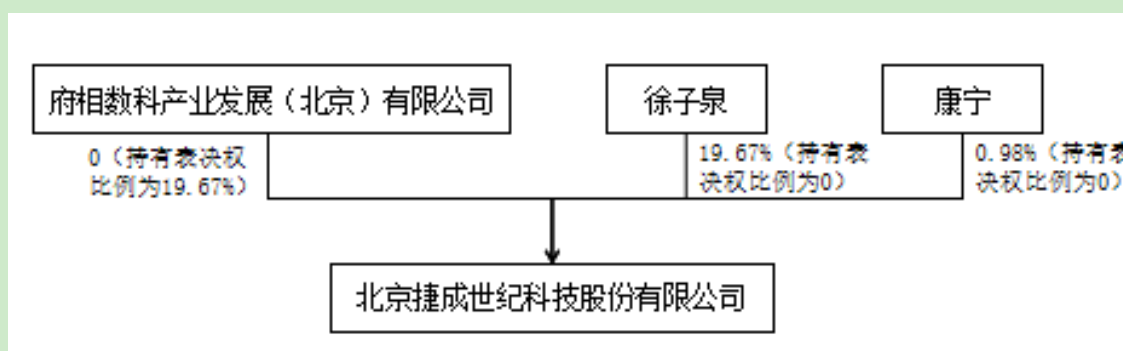 府相数科产业发展（北京）有限公司
徐子泉
康宁
0（持有表决权
比例为19.67%）
19.67%（持有表
决权比例为0）
0.98%（持有表
决权比例为0）
北京捷成世纪科技股份有限公司